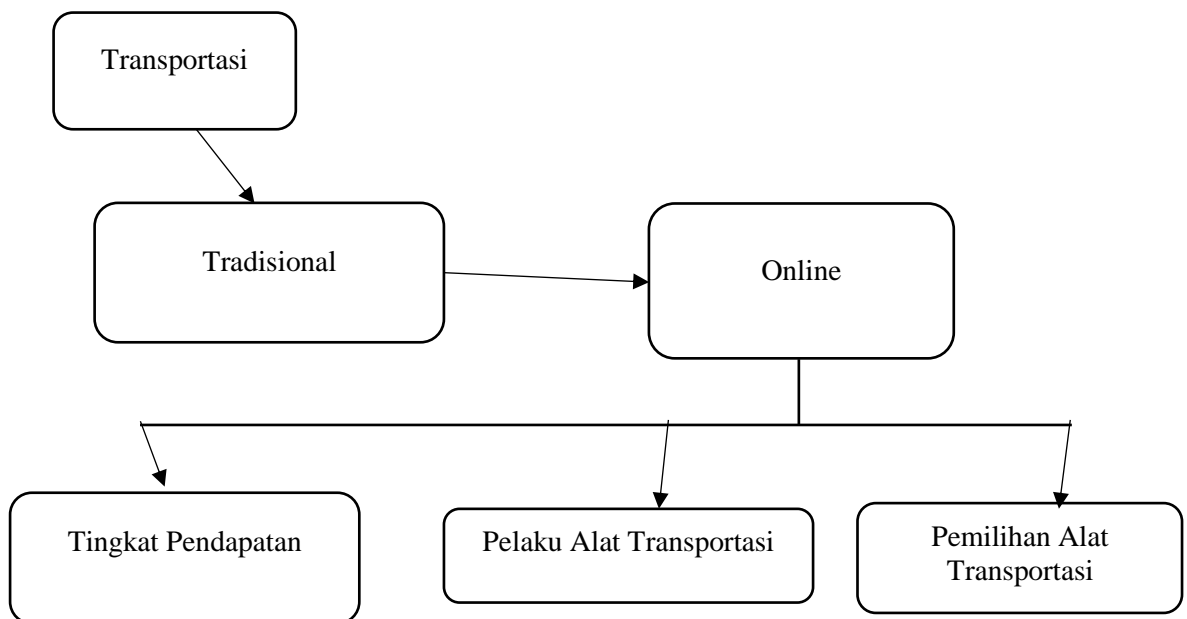 Transportasi
Tradisional
Online
Tingkat Pendapatan
Pelaku Alat Transportasi
Pemilihan Alat
Transportasi